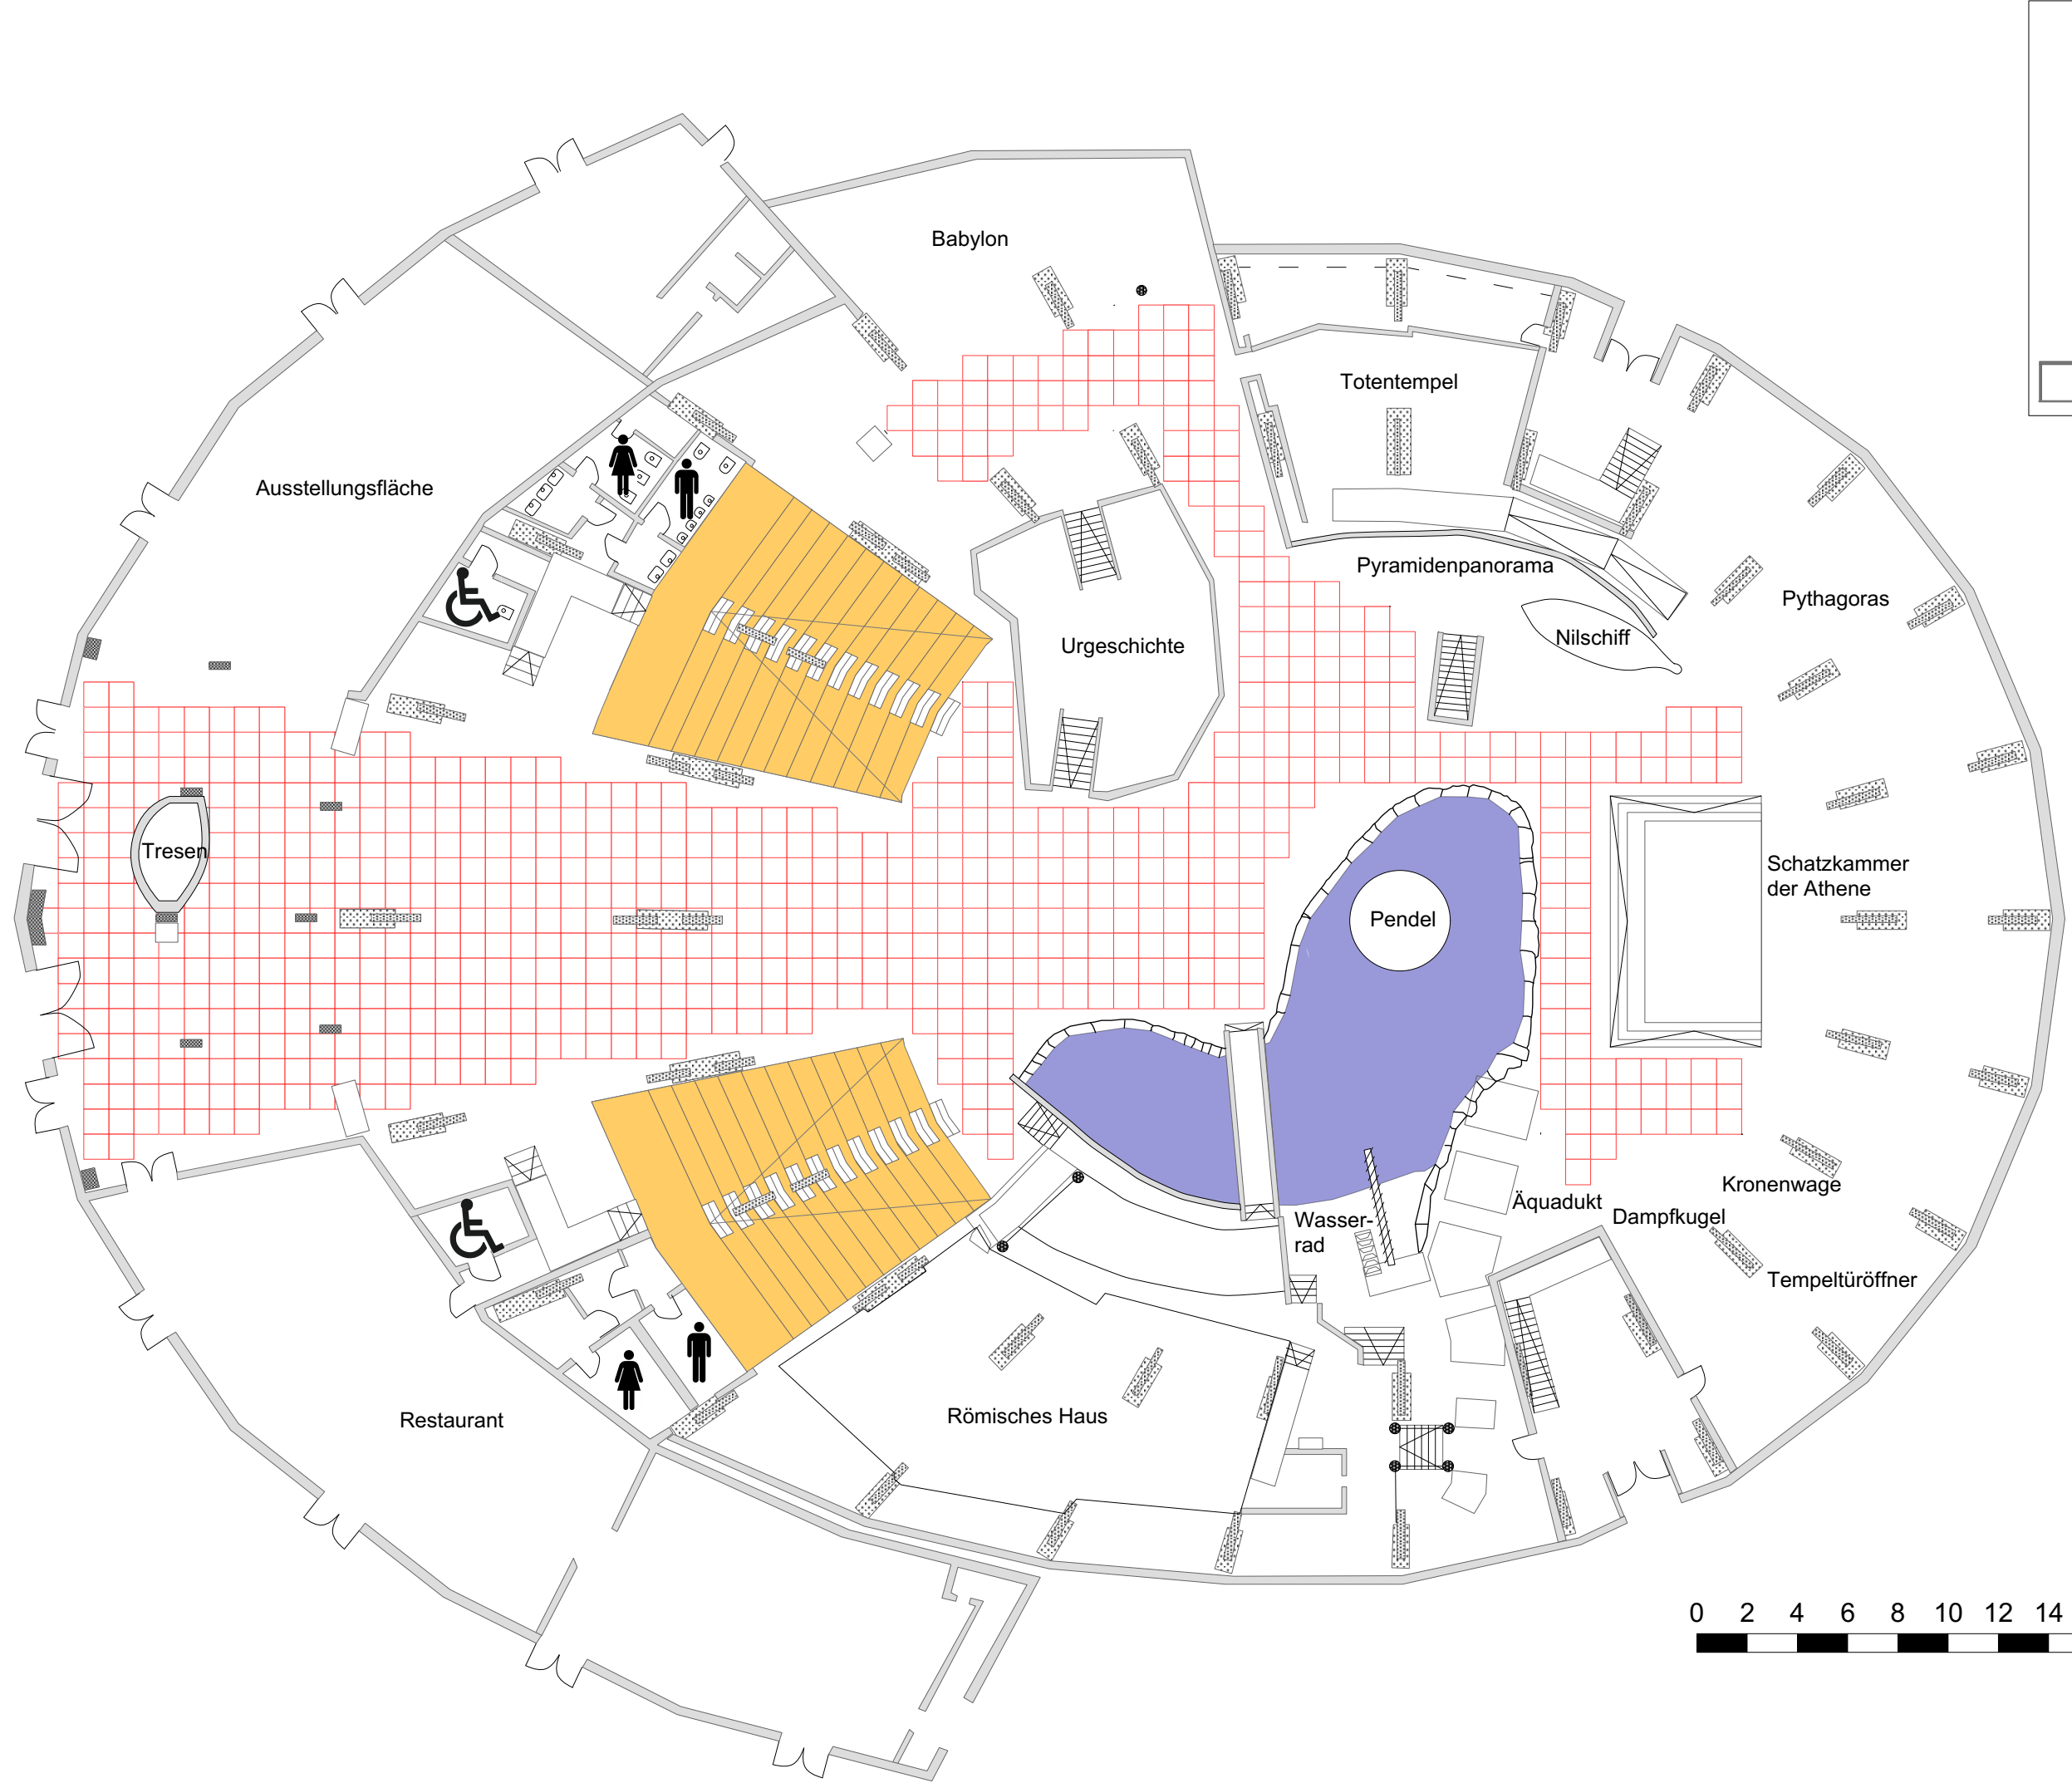 Babylon
Totentempel
Ausstellungsfläche
Pyramidenpanorama
Pythagoras
Nilschiff
Urgeschichte
Tresen
Schatzkammer
der Athene
Pendel
Kronenwage
Äquadukt
Dampfkugel
Wasser-
rad
Tempeltüröffner
Römisches Haus
Restaurant
0 2 4 6 8 10 12 14